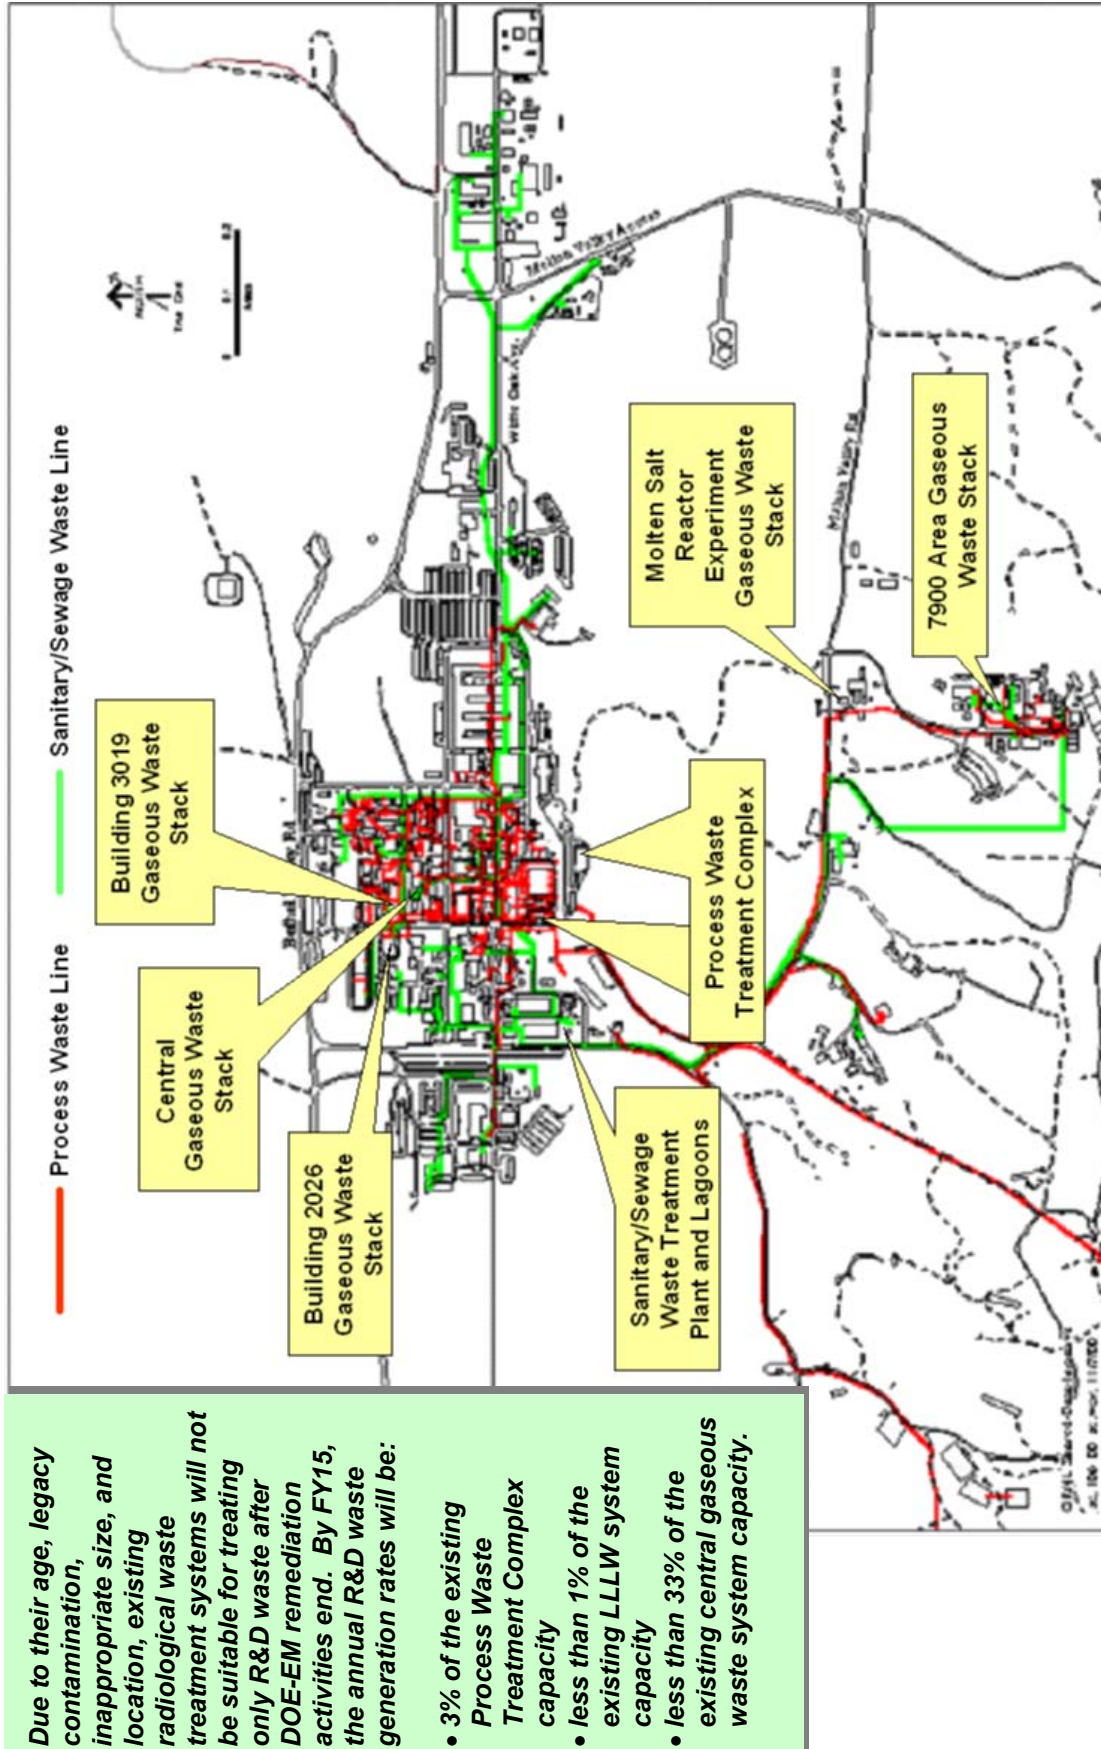 Due to their age, legacy
contamination,
inappropriate size, and
location, existing
radiological waste
treatment systems will not
be suitable for treating
only R&D waste after
DOE-EM remediation
activities end. By FY15,
the annual R&D waste
generation rates will be:
• 3% of the existing
Process Waste
Treatment Complex
capacity
• less than 1% of the
existing LLLW system
capacity
• less than 33% of the
existing central gaseous
waste system capacity.
Process Waste Line
Sanitary/Sewage Waste Line
Central
Gaseous Waste
Stack
Building 3019
Gaseous Waste
Stack
Building 2026
Gaseous Waste
Stack
Sanitary/Sewage
Waste Treatment
Plant and Lagoons
Process Waste
Treatment Complex
Molten Salt
Reactor
Experiment
Gaseous Waste
Stack
7900 Area Gaseous
Waste Stack
White Oak Ave.
Melton Valley Access
Melton Valley Rd
0 0.1 0.2